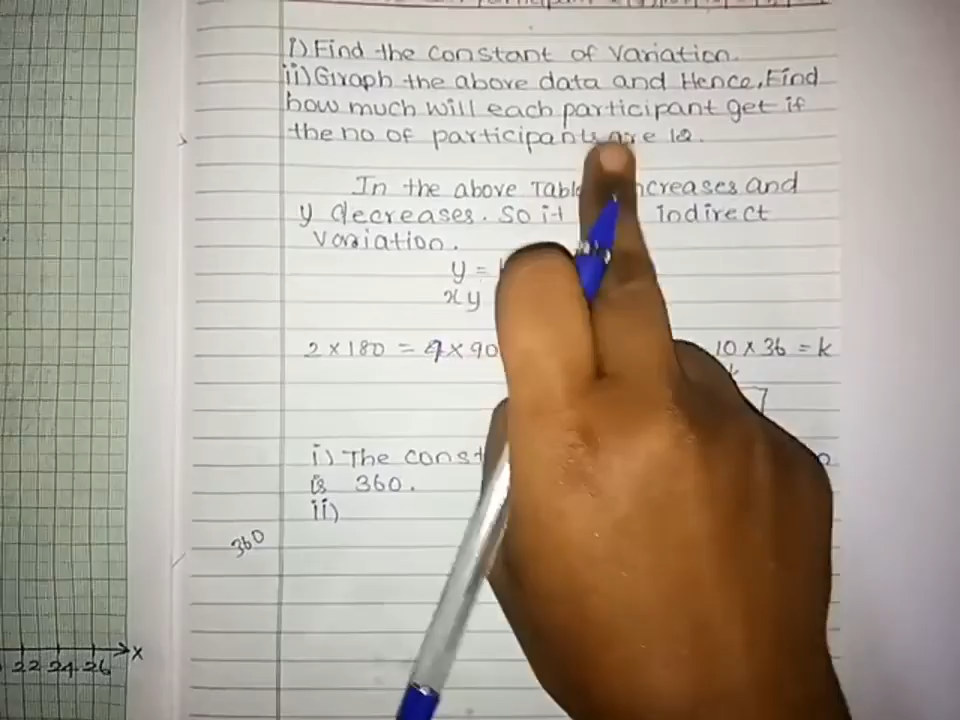 i) Find the constant of variation.
ii) Graph the above data and Hence, Find
how much will each participant get if
the no of participants are 12.
In the above Table increases and
y decreases. So it indirect
variation.
y =
xy
2 × 180 = 4 × 90 10 × 36 = k
i) The const
is 360.
ii)
360
22 24 26 x